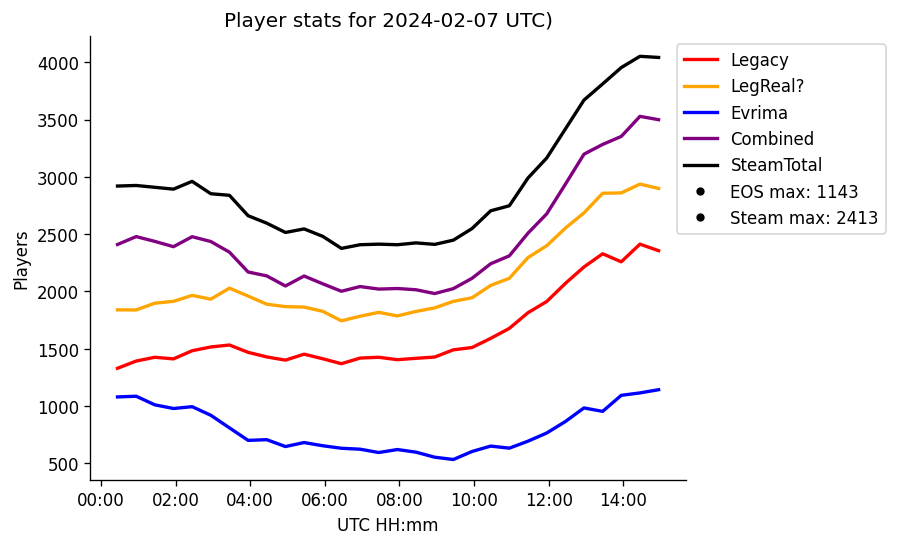 Player stats for 2024-02-07 UTC)
Legacy
LegReal?
Evrima
Combined
SteamTotal
EOS max: 1143
Steam max: 2413
Players
4000
3500
3000
2500
2000
1500
1000
500
00:00 02:00 04:00 06:00 08:00 10:00 12:00 14:00
UTC HH:mm